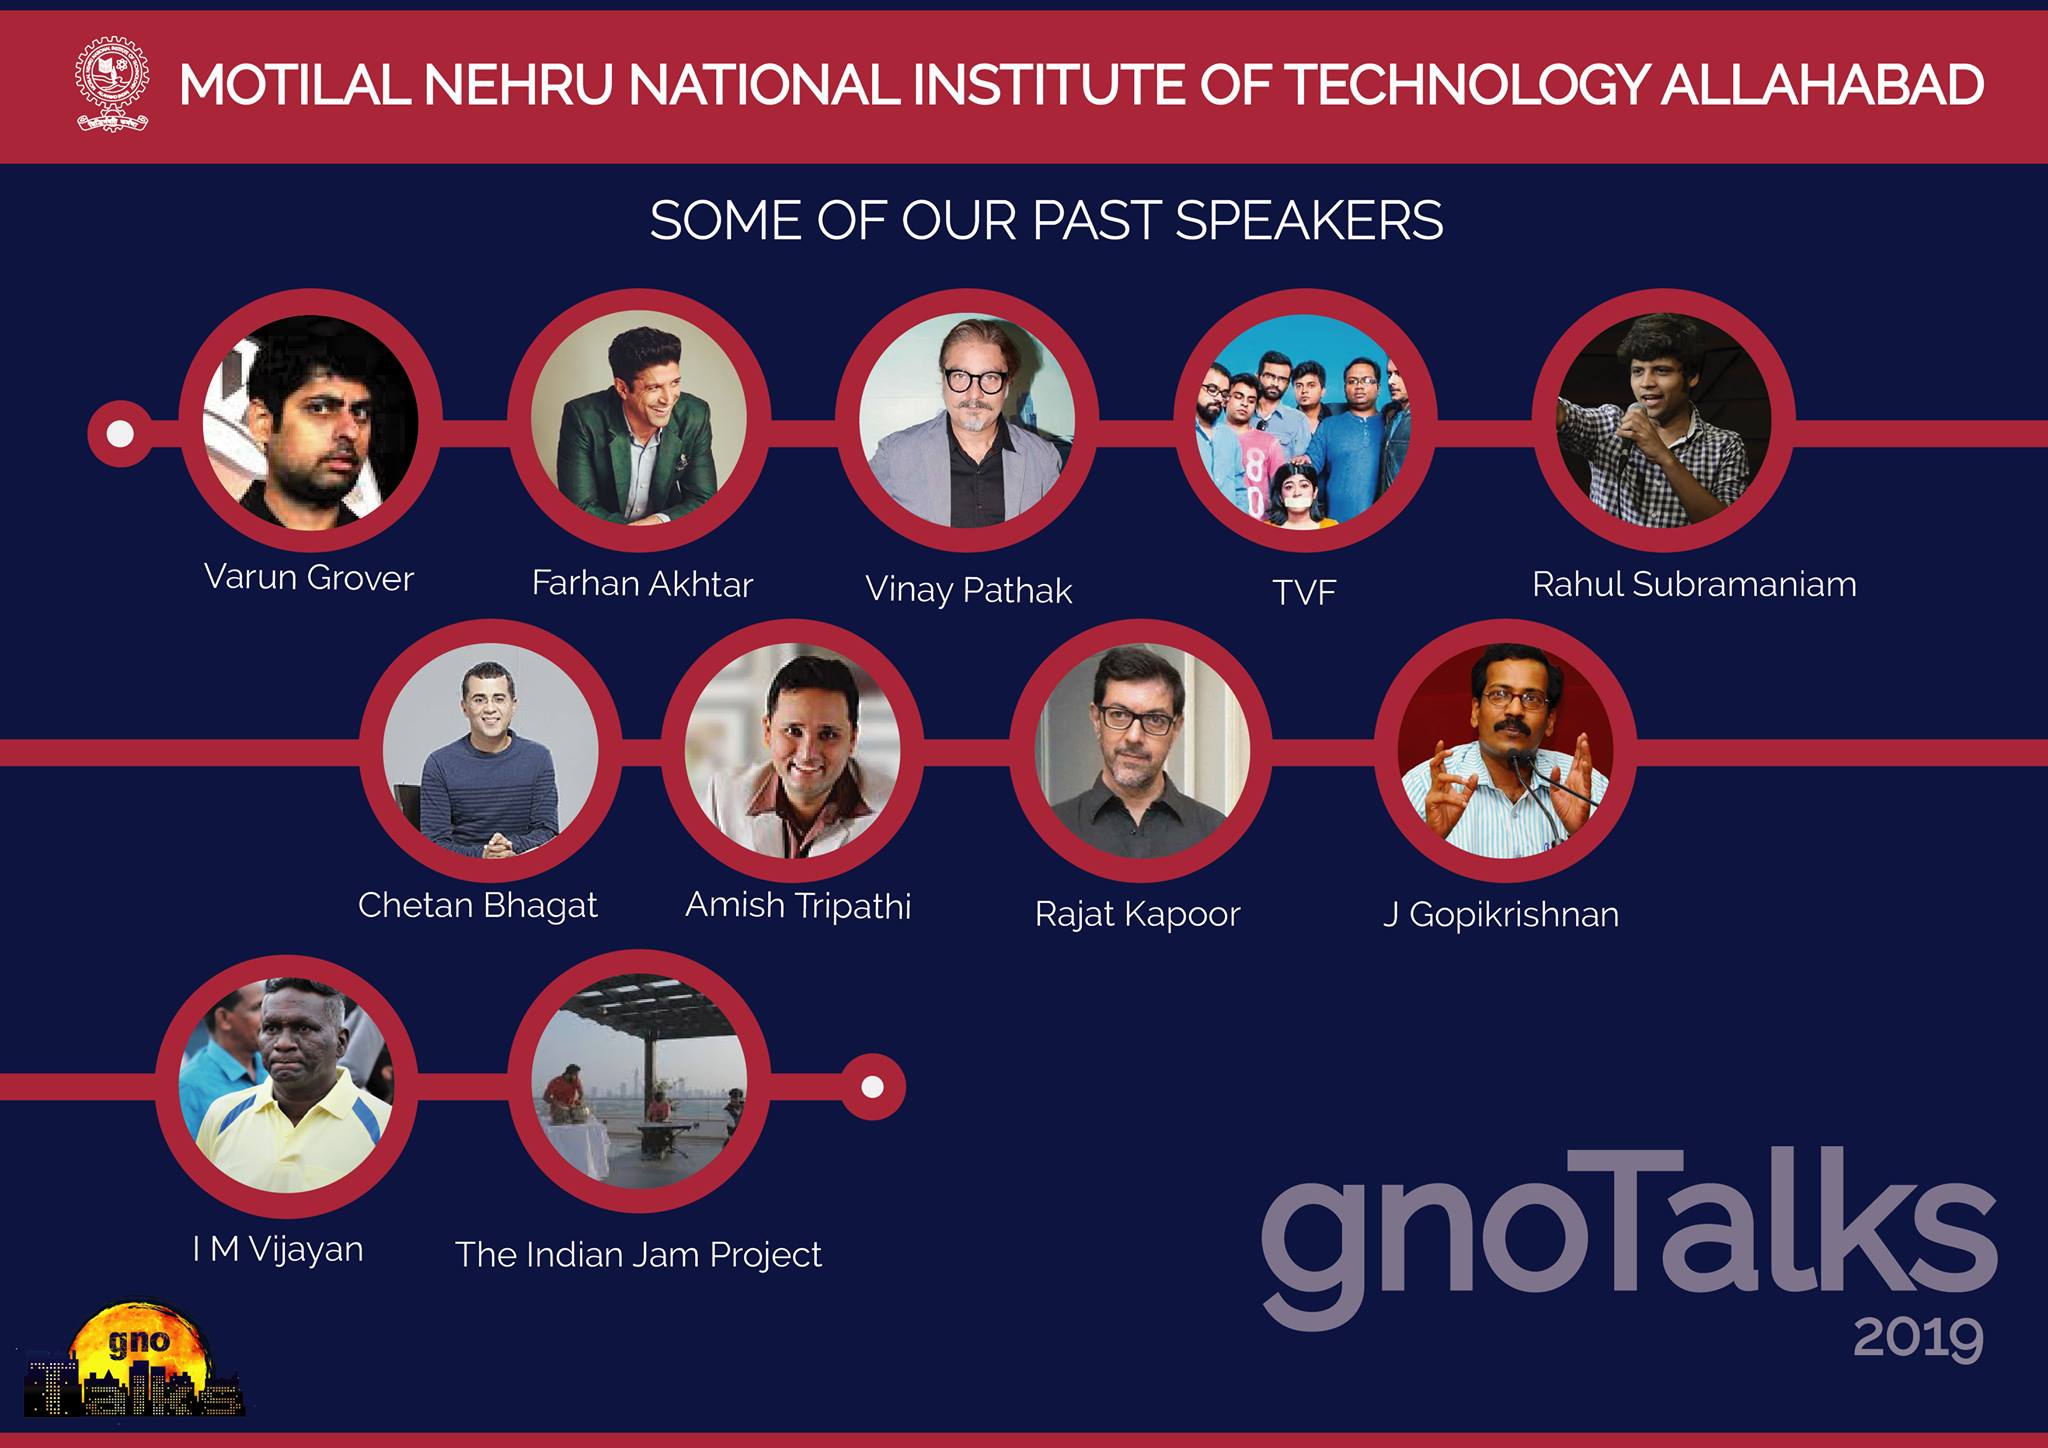 MOTILAL NEHRU NATIONAL INSTITUTE OF TECHNOLOGY ALLAHABAD
SOME OF OUR PAST SPEAKERS
80
Varun Grover
Farhan Akhtar
Vinay Pathak
TVF
Rahul Subramaniam
Chetan Bhagat
Amish Tripathi
Rajat Kapoor
J Gopikrishnan
I M Vijayan
The Indian Jam Project
gnoTalks
2019
gno
Talks